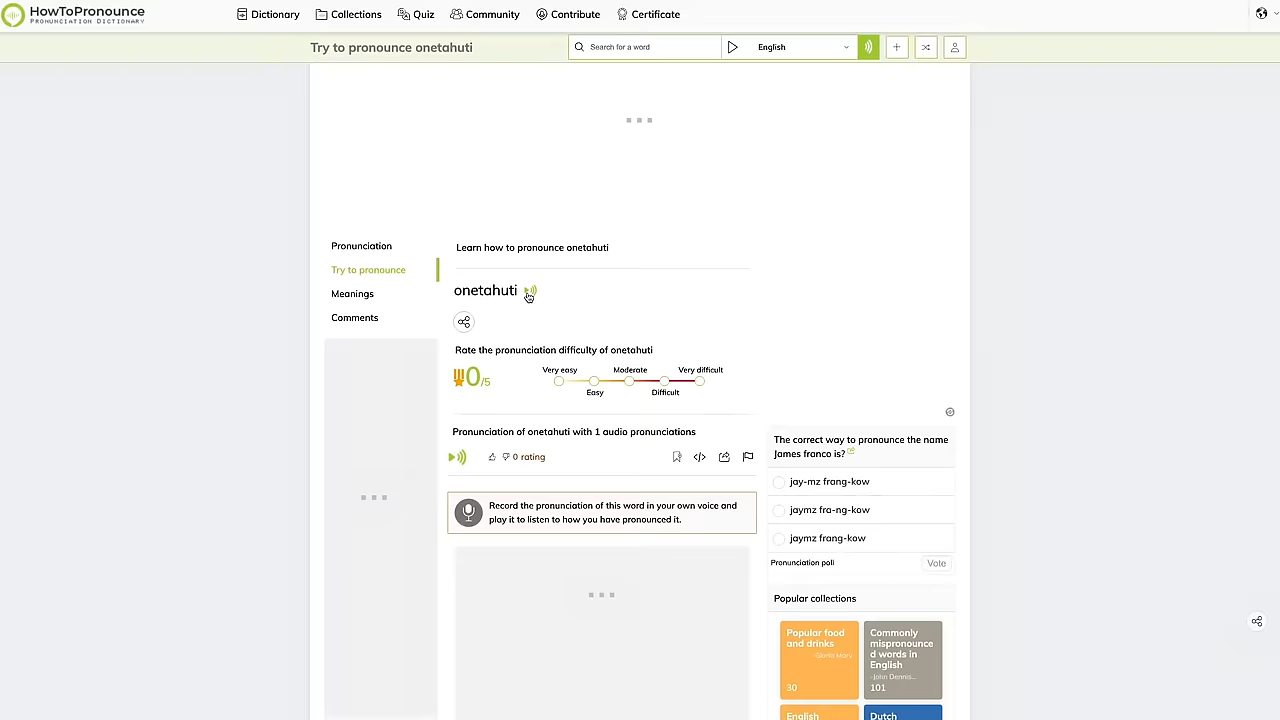 HowToPronounce
PRONUNCIATION DICTIONARY
Dictionary
Collections
Quiz
Community
Contribute
Certificate
Try to pronounce onetahuti
Search for a word
English
Pronunciation
Try to pronounce
Meanings
Comments
Learn how to pronounce onetahuti
onetahuti
Rate the pronunciation difficulty of onetahuti
0/5
Very easy
Moderate
Very difficult
Easy
Difficult
Pronunciation of onetahuti with 1 audio pronunciations
0 rating
Record the pronunciation of this word in your own voice and
play it to listen to how you have pronounced it.
The correct way to pronounce the name
James franco is?
jay-mz frang-kow
jaymz fra-ng-kow
jaymz frang-kow
Pronunciation poll
Vote
Popular collections
Popular food
and drinks
30
Commonly
mispronounce
d words in
English
-John Dennis...
101
English
Dutch